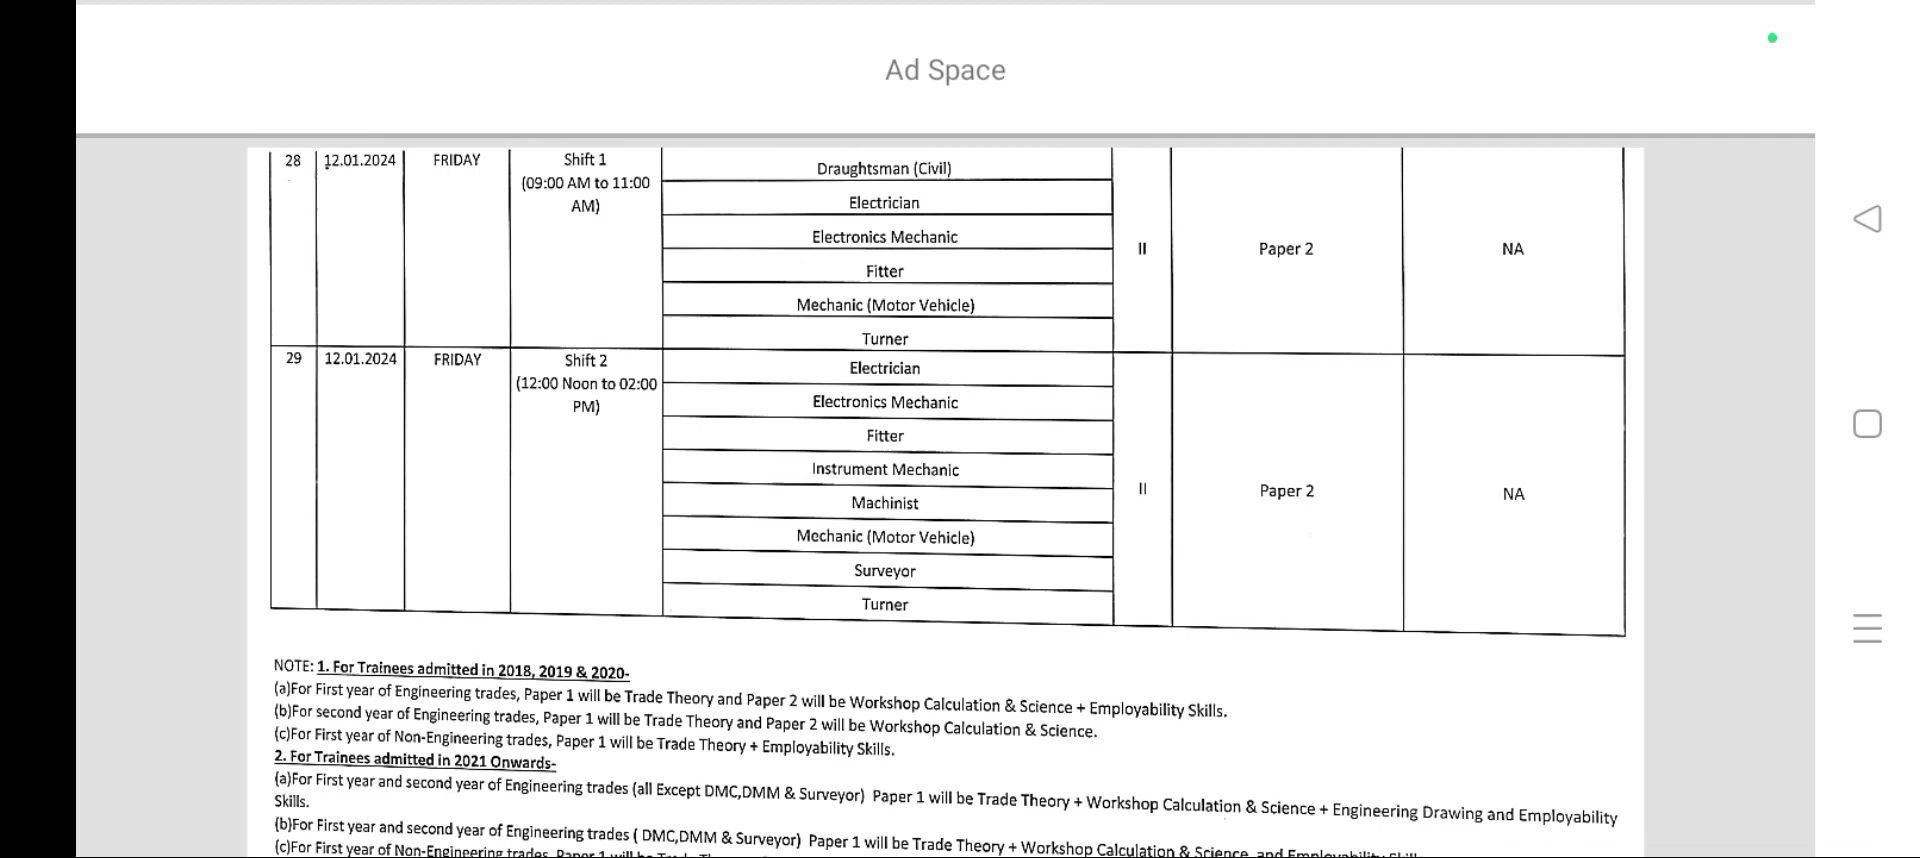 Ad Space
28 12.01.2024 FRIDAY Shift 1 (09:00 AM to 11:00 AM)
Draughtsman (Civil)
Electrician
Electronics Mechanic
Fitter
Mechanic (Motor Vehicle)
Turner
II Paper 2 NA
29 12.01.2024 FRIDAY Shift 2 (12:00 Noon to 02:00 PM)
Electrician
Electronics Mechanic
Fitter
Instrument Mechanic
Machinist
Mechanic (Motor Vehicle)
Surveyor
Turner
II Paper 2 NA
NOTE: 1. For Trainees admitted in 2018, 2019 & 2020-
(a)For First year of Engineering trades, Paper 1 will be Trade Theory and Paper 2 will be Workshop Calculation & Science + Employability Skills.
(b)For second year of Engineering trades, Paper 1 will be Trade Theory and Paper 2 will be Workshop Calculation & Science.
(c)For First year of Non-Engineering trades, Paper 1 will be Trade Theory + Employability Skills.
2. For Trainees admitted in 2021 Onwards-
(a)For First year and second year of Engineering trades (all Except DMC,DMM & Surveyor) Paper 1 will be Trade Theory + Workshop Calculation & Science + Engineering Drawing and Employability
Skills.
(b)For First year and second year of Engineering trades ( DMC,DMM & Surveyor) Paper 1 will be Trade Theory + Workshop Calculation & Science and Employability
(c)For First year of Non-Engineering trades, Paper 1 will be